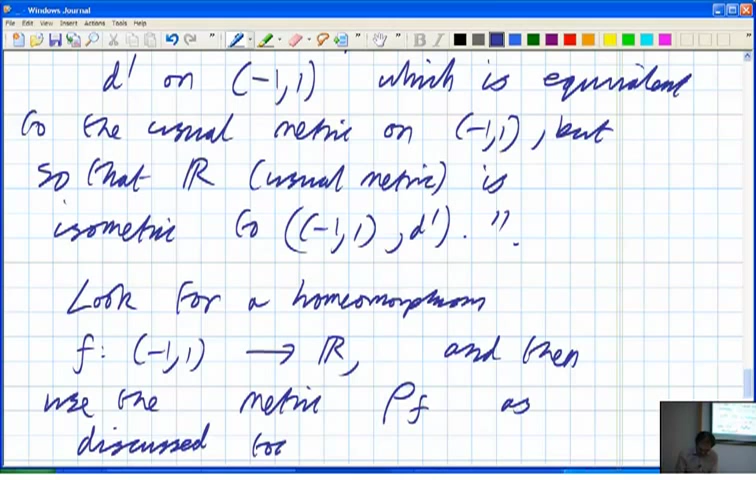 - Windows Journal
File Edit View Insert Actions Tools Help
d' on (-1,1) which is equivalent
to the usual metric on (-1,1), but
so that ℝ (usual metric) is
isometric to ((-1,1), d'). ".
Look for a homeomorphism
f: (-1,1) → ℝ, and then
use the metric ρf as
discussed